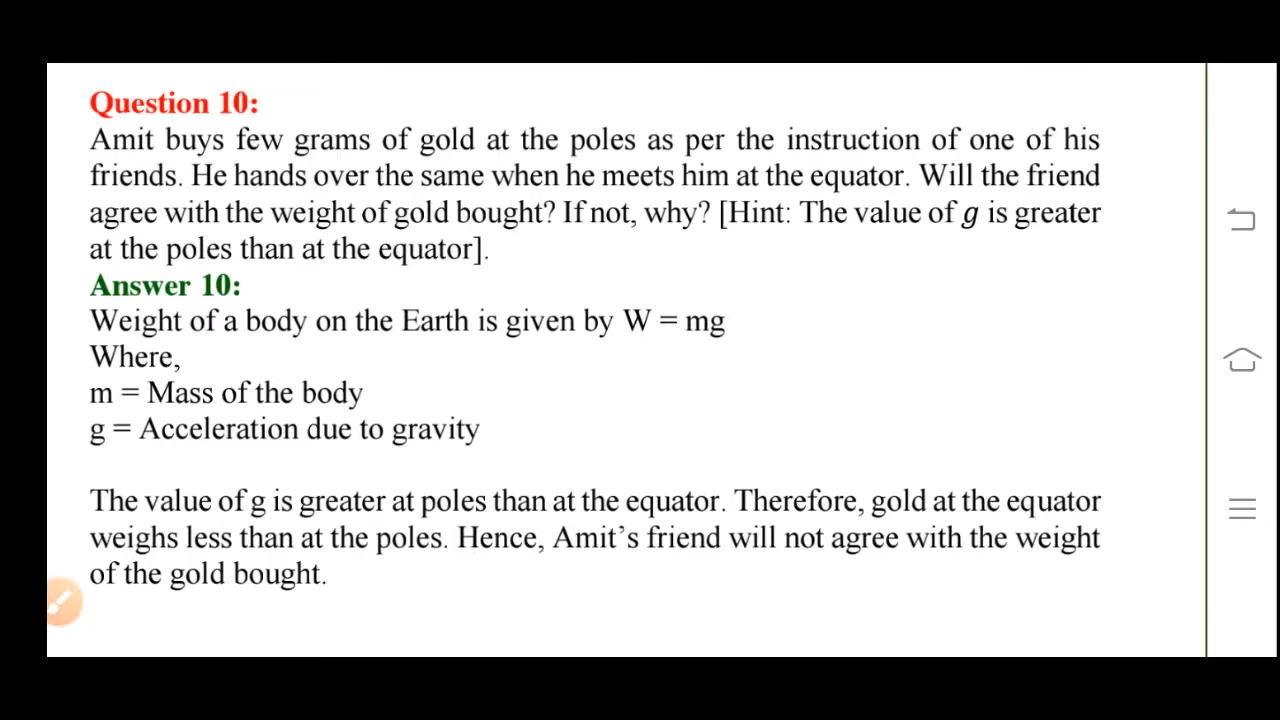 Question 10:
Amit buys few grams of gold at the poles as per the instruction of one of his
friends. He hands over the same when he meets him at the equator. Will the friend
agree with the weight of gold bought? If not, why? [Hint: The value of g is greater
at the poles than at the equator].
Answer 10:
Weight of a body on the Earth is given by W = mg
Where,
m = Mass of the body
g = Acceleration due to gravity
The value of g is greater at poles than at the equator. Therefore, gold at the equator
weighs less than at the poles. Hence, Amit’s friend will not agree with the weight
of the gold bought.